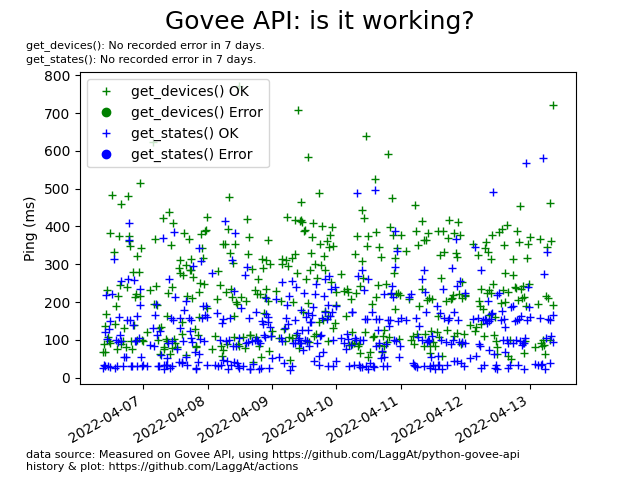 Govee API: is it working?
get_devices(): No recorded error in 7 days.
get_states(): No recorded error in 7 days.
get_devices() OK
get_devices() Error
get_states() OK
get_states() Error
Ping (ms)
800
700
600
500
400
300
200
100
0
2022-04-07
2022-04-08
2022-04-09
2022-04-10
2022-04-11
2022-04-12
2022-04-13
data source: Measured on Govee API, using https://github.com/LaggAt/python-govee-api
history & plot: https://github.com/LaggAt/actions